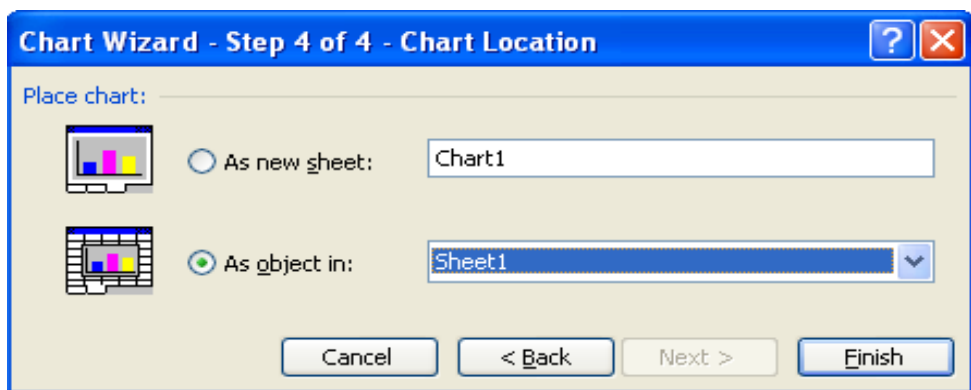 Chart Wizard - Step 4 of 4 - Chart Location
Place chart:
As new sheet: Chart1
As object in: Sheet1
Cancel < Back Next > Finish